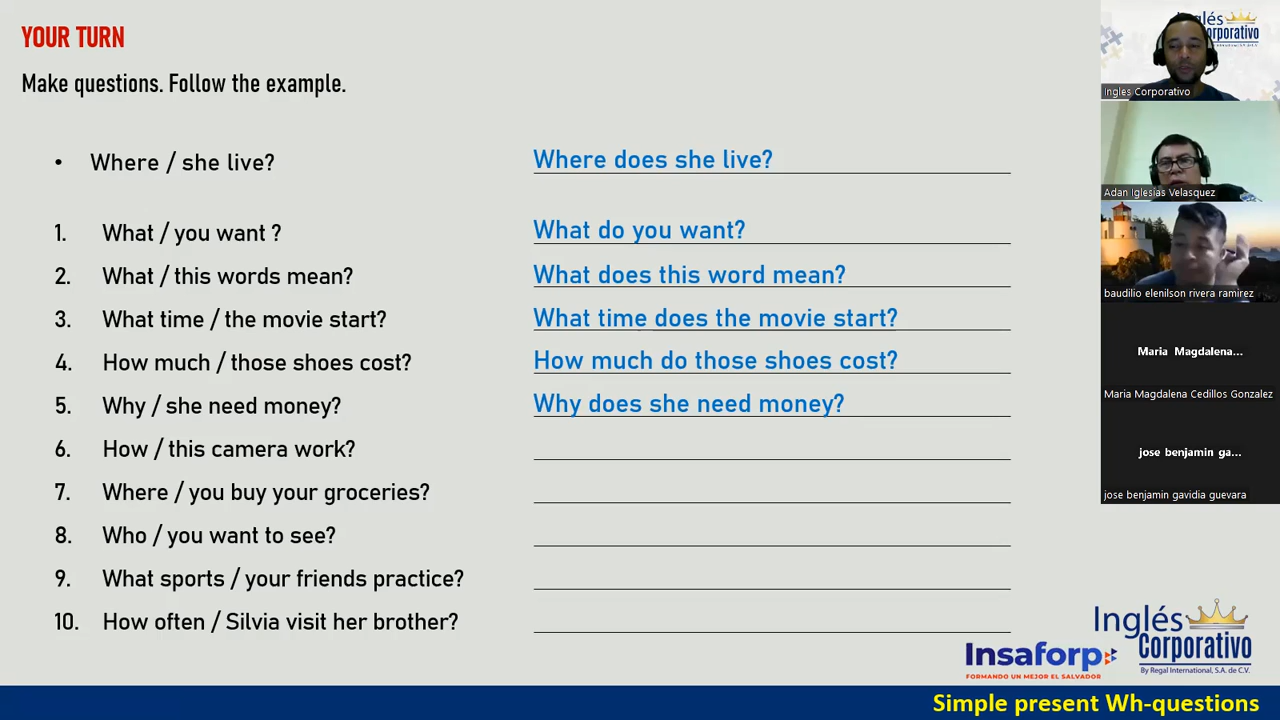 YOUR TURN
Make questions. Follow the example.
• Where / she live? Where does she live?
1. What / you want ? What do you want?
2. What / this words mean? What does this word mean?
3. What time / the movie start? What time does the movie start?
4. How much / those shoes cost? How much do those shoes cost?
5. Why / she need money? Why does she need money?
6. How / this camera work?
7. Where / you buy your groceries?
8. Who / you want to see?
9. What sports / your friends practice?
10. How often / Silvia visit her brother?
Inglés Corporativo
By Regal International, S.A. de C.V.
Insaforp
FORMANDO UN MEJOR EL SALVADOR
Simple present Wh-questions
Ingles Corporativo
Adan Iglesias Velasquez
baudilio elenilson rivera ramirez
Maria Magdalena...
Maria Magdalena Cedillos Gonzalez
jose benjamin ga...
jose benjamin gavidia guevara